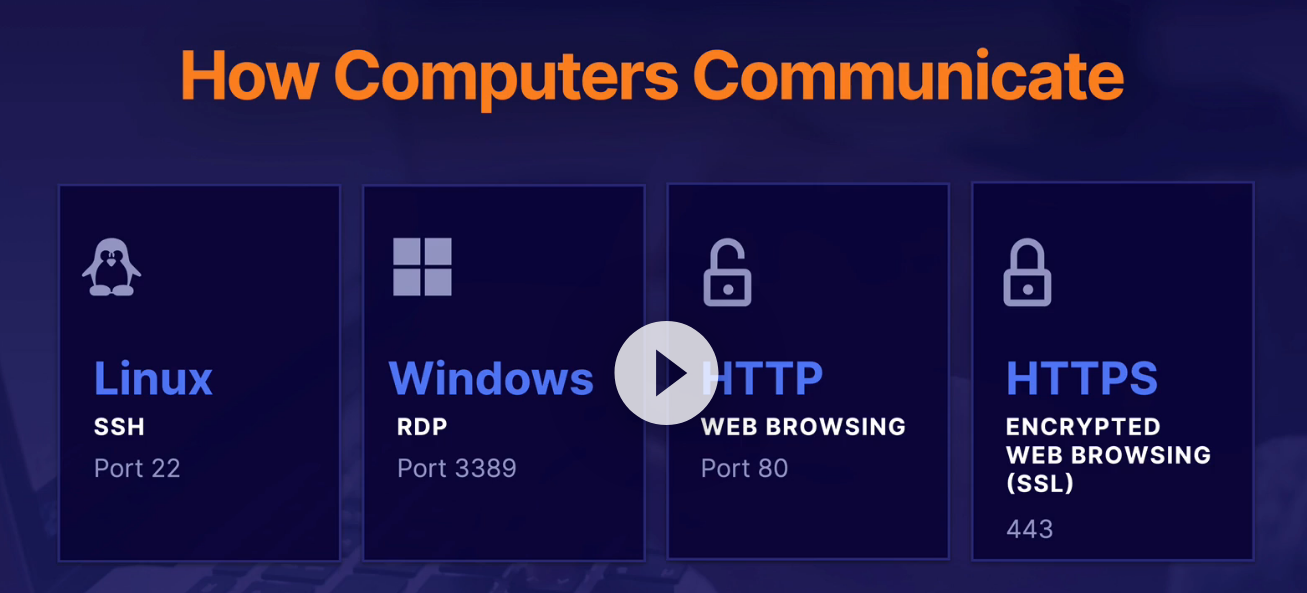 How Computers Communicate
Linux
SSH
Port 22
Windows
RDP
Port 3389
HTTP
WEB BROWSING
Port 80
HTTPS
ENCRYPTED
WEB BROWSING
(SSL)
443